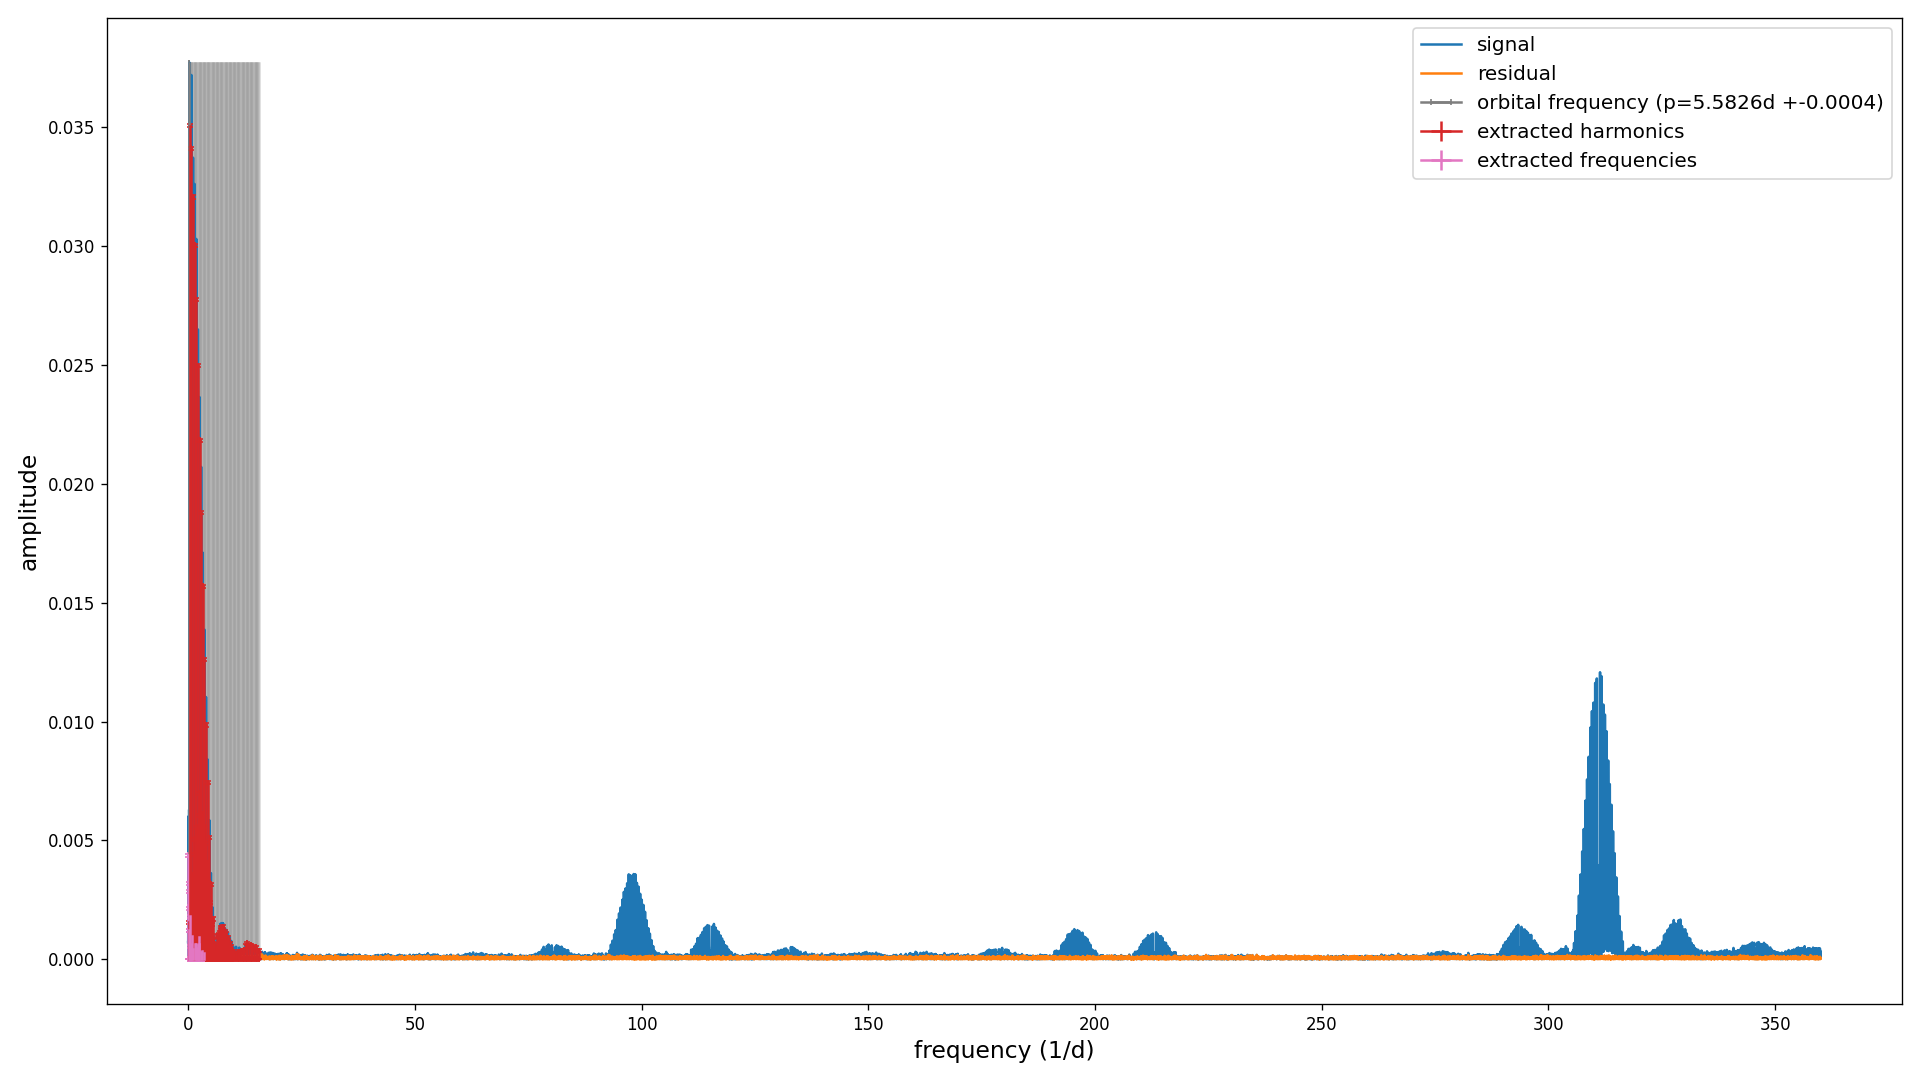 signal
residual
orbital frequency (p=5.5826d +-0.0004)
extracted harmonics
extracted frequencies
0.035
0.030
0.025
0.020
0.015
0.010
0.005
0.000
amplitude
0 50 100 150 200 250 300 350
frequency (1/d)